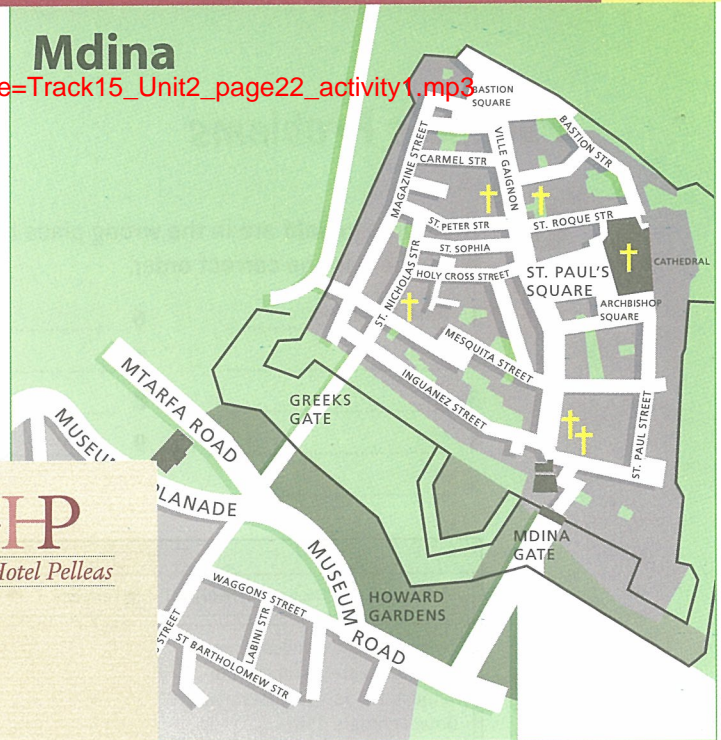 Mdina
e=Track15_Unit2_page22_activity1.mp3
BASTION
SQUARE
BASTION STR
MAGAZINE STREET
VILLE GAIGNON
CARMEL STR
ST. PETER STR
ST. ROQUE STR
ST. SOPHIA
ST. NICHOLAS STR
HOLY CROSS STREET
ST. PAUL'S
SQUARE
CATHEDRAL
ARCHBISHOP
SQUARE
MESQUITA STREET
INGUANEZ STREET
ST. PAUL STREET
GREEKS
GATE
MTARFA ROAD
MDINA
GATE
HOWARD
GARDENS
MUSEUM ROAD
WAGGONS STREET
LABINI STR
STREET
ST BARTHOLOMEW STR
HP
Hotel Pelleas